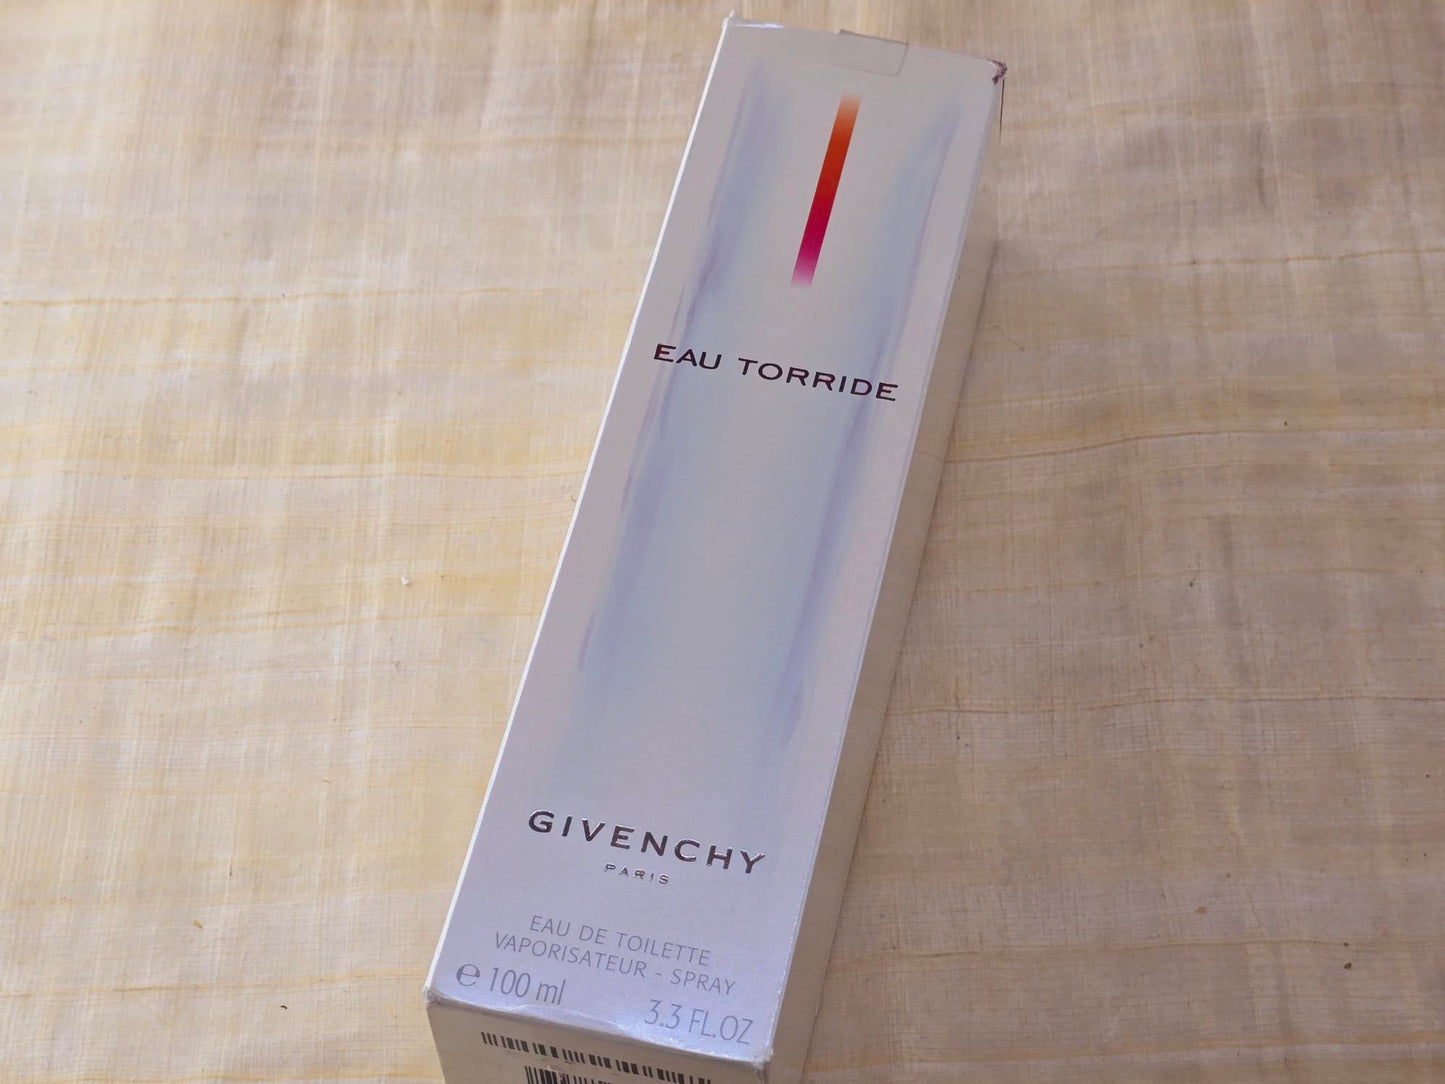 EAU TORRIDE
GIVENCHY
PARIS
EAU DE TOILETTE
VAPORISATEUR - SPRAY
℮ 100 ml 3.3 FL.OZ